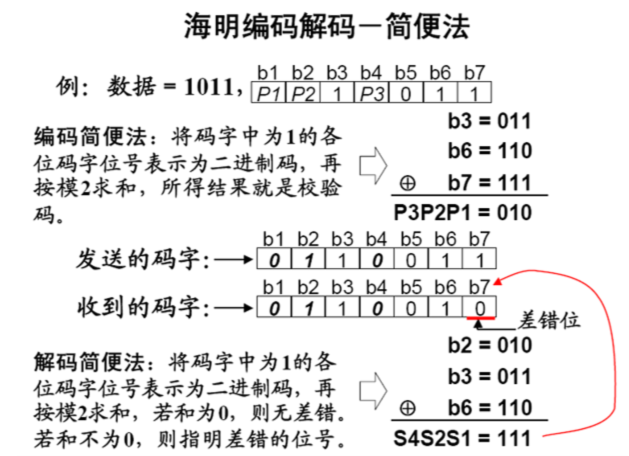 海明编码解码－简便法
b1 b2 b3 b4 b5 b6 b7
例：数据 = 1011, P1 P2 1 P3 0 1 1
编码简便法：将码字中为1的各
位码字位号表示为二进制码，再
按模2求和，所得结果就是校验
码。
b3 = 011
b6 = 110
⊕ b7 = 111
P3P2P1 = 010
b1 b2 b3 b4 b5 b6 b7
发送的码字: 0 1 1 0 0 1 1
b1 b2 b3 b4 b5 b6 b7
收到的码字: 0 1 1 0 0 1 0
差错位
解码简便法：将码字中为1的各
位码字位号表示为二进制码，再
按模2求和，若和为0，则无差错。
若和不为0，则指明差错的位号。
b2 = 010
b3 = 011
⊕ b6 = 110
S4S2S1 = 111